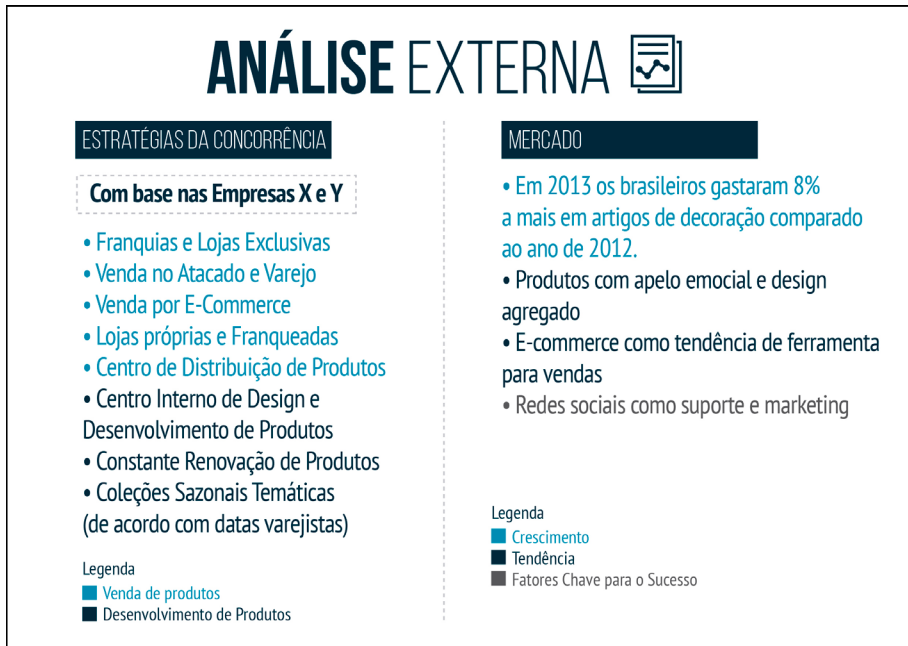 ANÁLISE EXTERNA
ESTRATÉGIAS DA CONCORRÊNCIA
Com base nas Empresas X e Y
• Franquias e Lojas Exclusivas
• Venda no Atacado e Varejo
• Venda por E-Commerce
• Lojas próprias e Franqueadas
• Centro de Distribuição de Produtos
• Centro Interno de Design e
Desenvolvimento de Produtos
• Constante Renovação de Produtos
• Coleções Sazonais Temáticas
(de acordo com datas varejistas)
Legenda
Venda de produtos
Desenvolvimento de Produtos
MERCADO
• Em 2013 os brasileiros gastaram 8%
a mais em artigos de decoração comparado
ao ano de 2012.
• Produtos com apelo emocial e design
agregado
• E-commerce como tendência de ferramenta
para vendas
• Redes sociais como suporte e marketing
Legenda
Crescimento
Tendência
Fatores Chave para o Sucesso